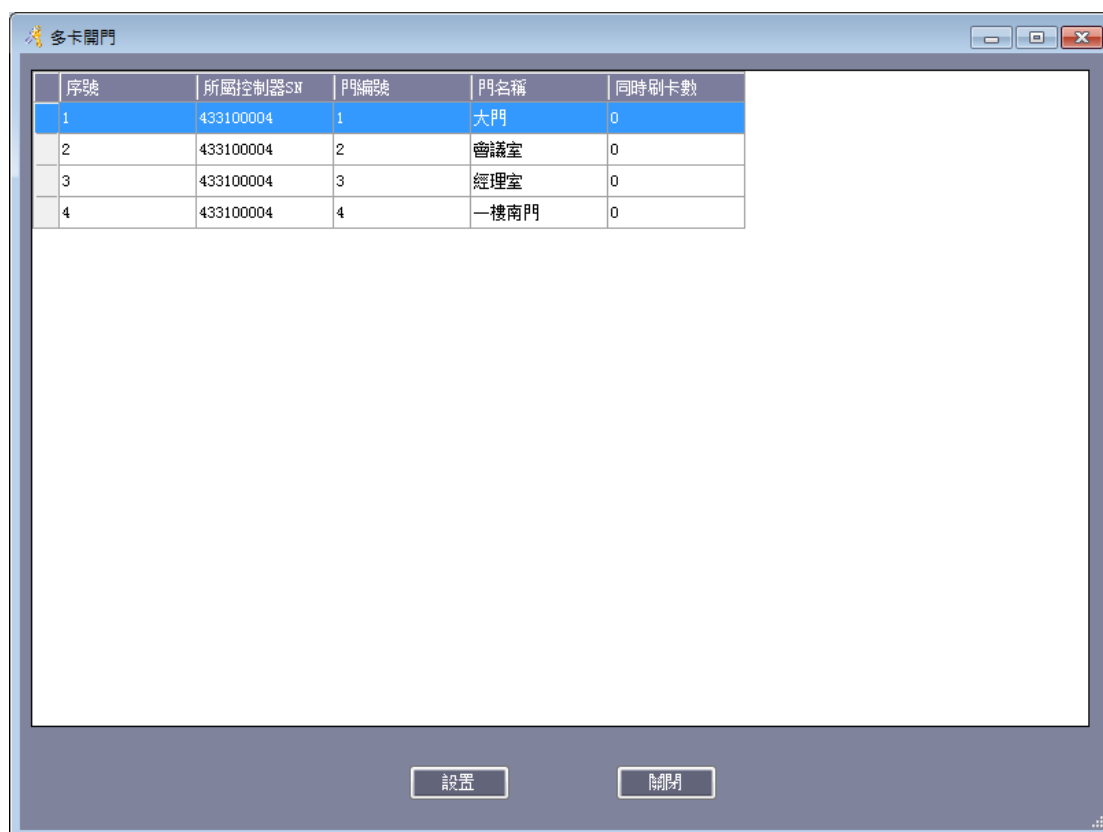 多卡開門
序號 所屬控制器SN 門編號 門名稱 同時刷卡數
1 433100004 1 大門 0
2 433100004 2 會議室 0
3 433100004 3 經理室 0
4 433100004 4 一樓南門 0
設置 關閉